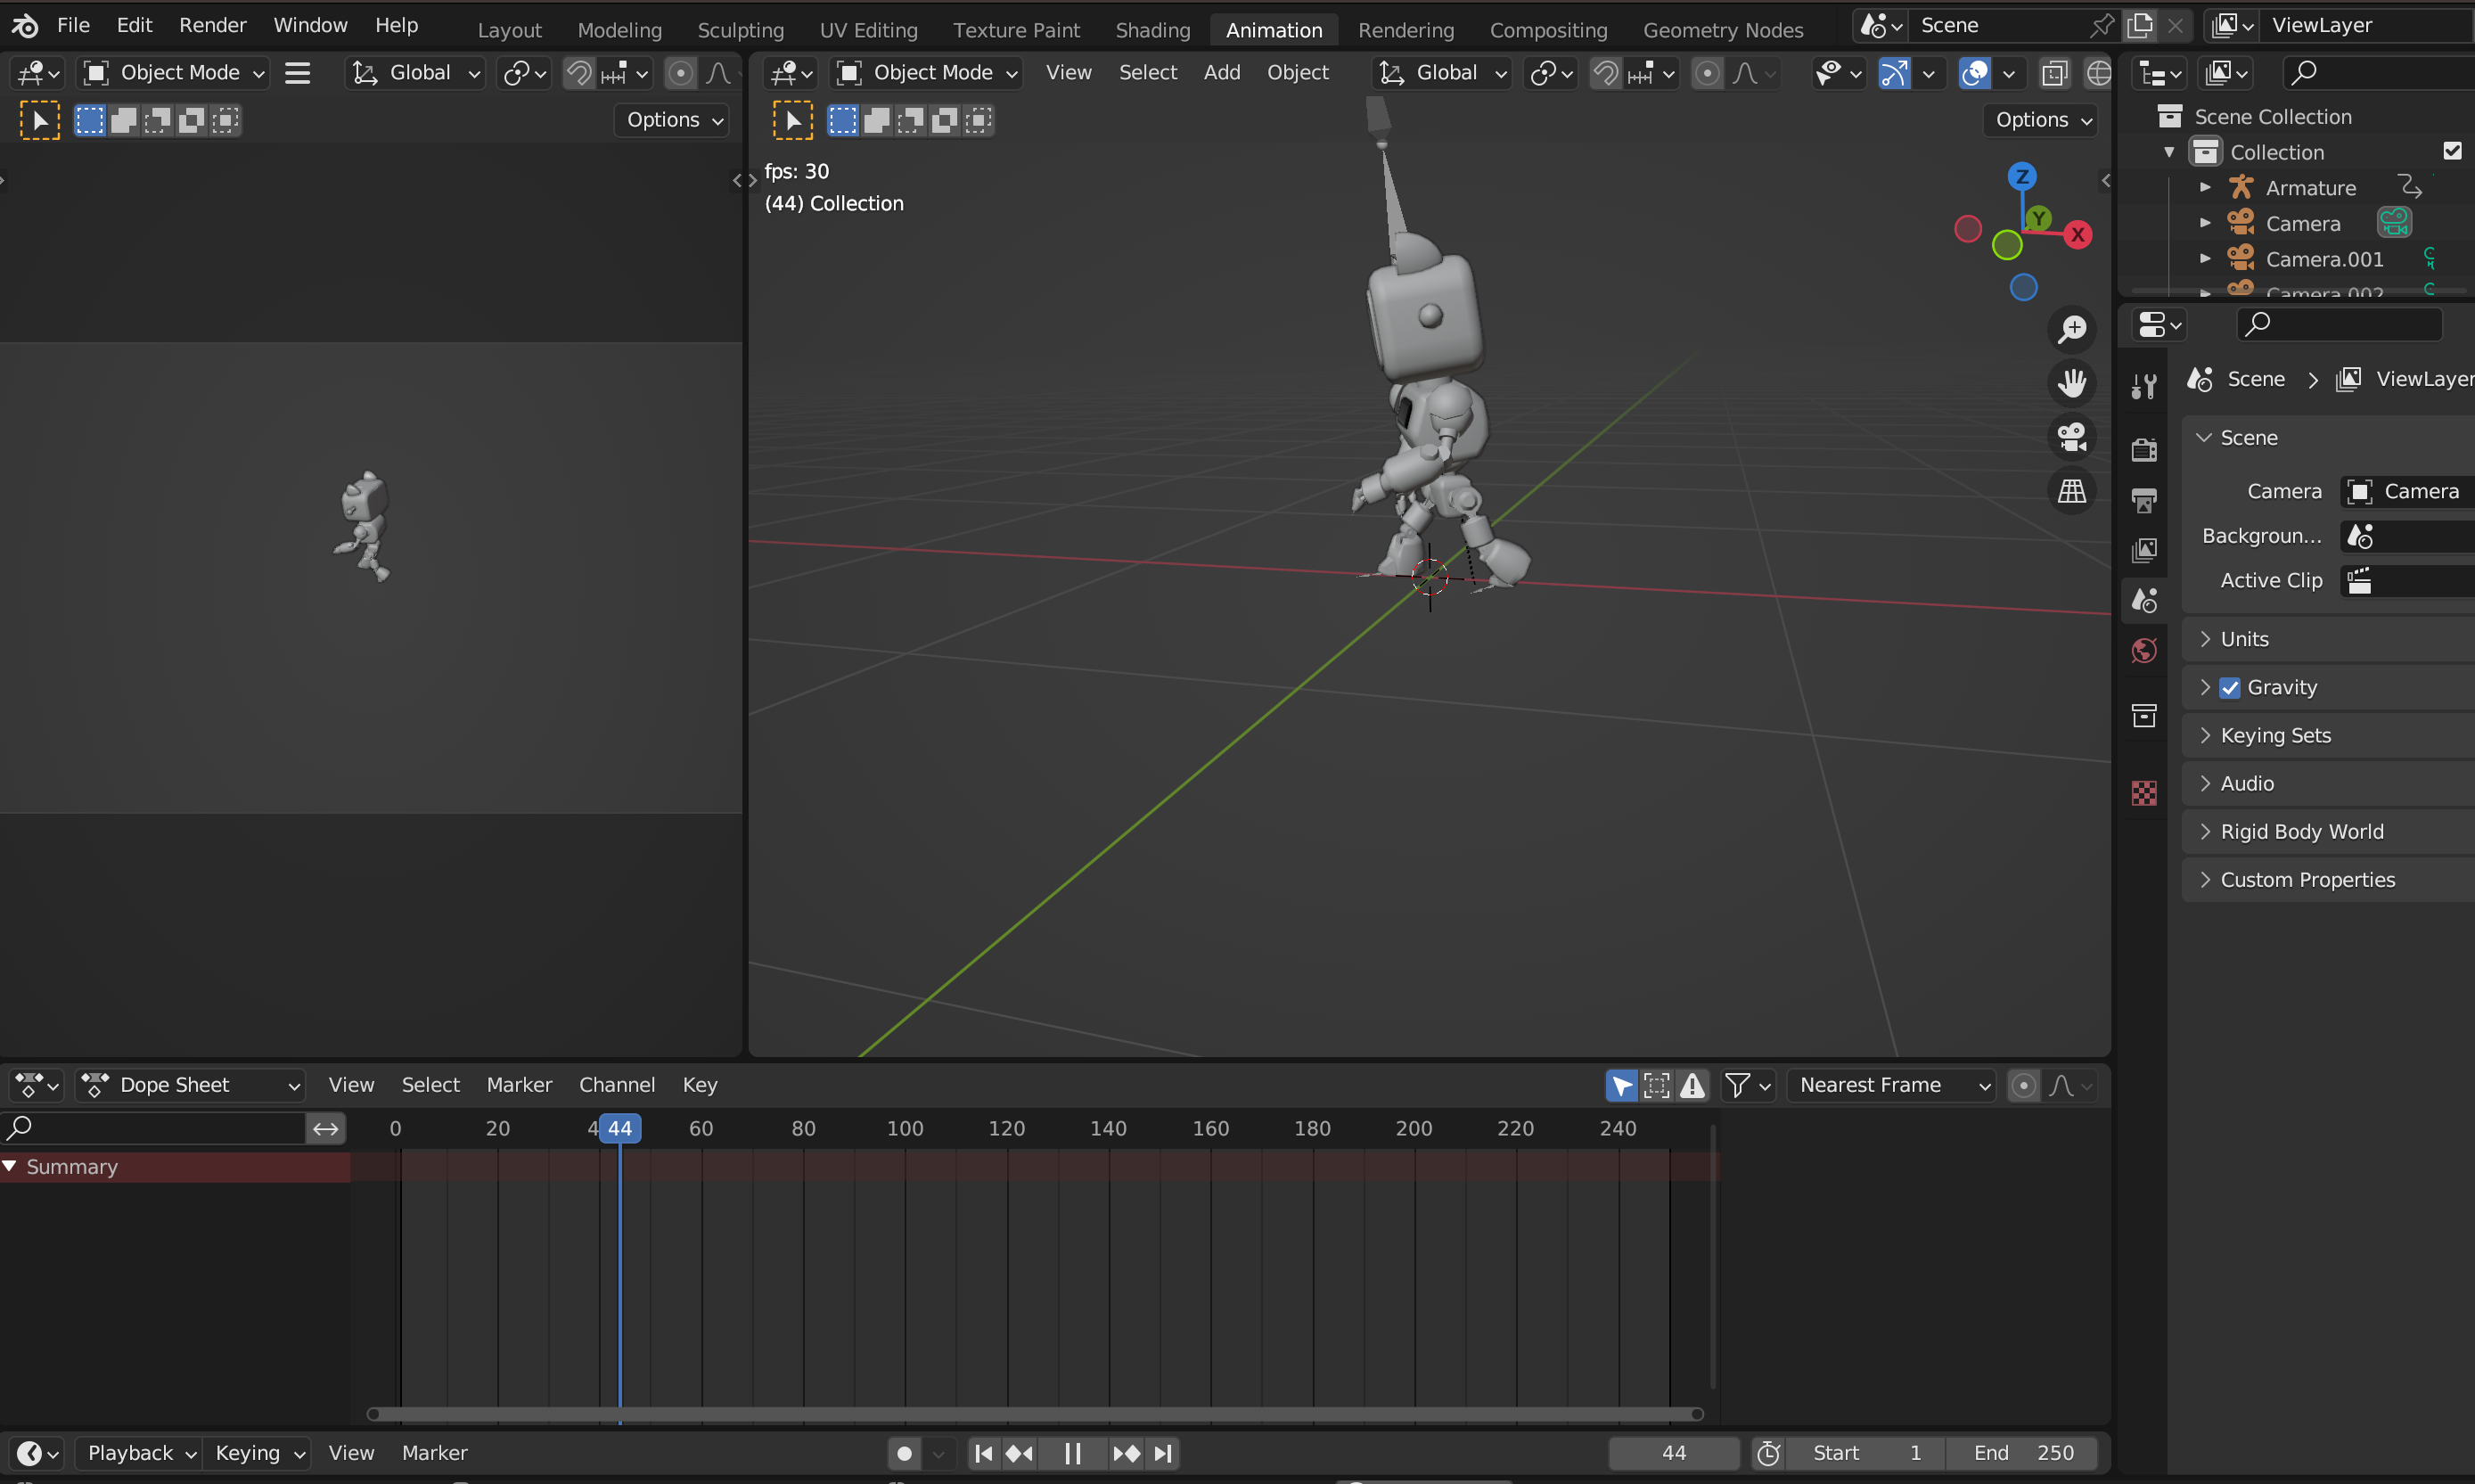 File Edit Render Window Help Layout Modeling Sculpting UV Editing Texture Paint Shading Animation Rendering Compositing Geometry Nodes Scene ViewLayer
Object Mode Global Object Mode View Select Add Object Global
Options Options
fps: 30
(44) Collection
Z
Y
X
Scene Collection
Collection
Armature
Camera
Camera.001
Camera.002
Scene > ViewLayer
Scene
Camera Camera
Backgroun...
Active Clip
Units
Gravity
Keying Sets
Audio
Rigid Body World
Custom Properties
Dope Sheet View Select Marker Channel Key Nearest Frame
0 20 4 44 60 80 100 120 140 160 180 200 220 240
Summary
Playback Keying View Marker 44 Start 1 End 250